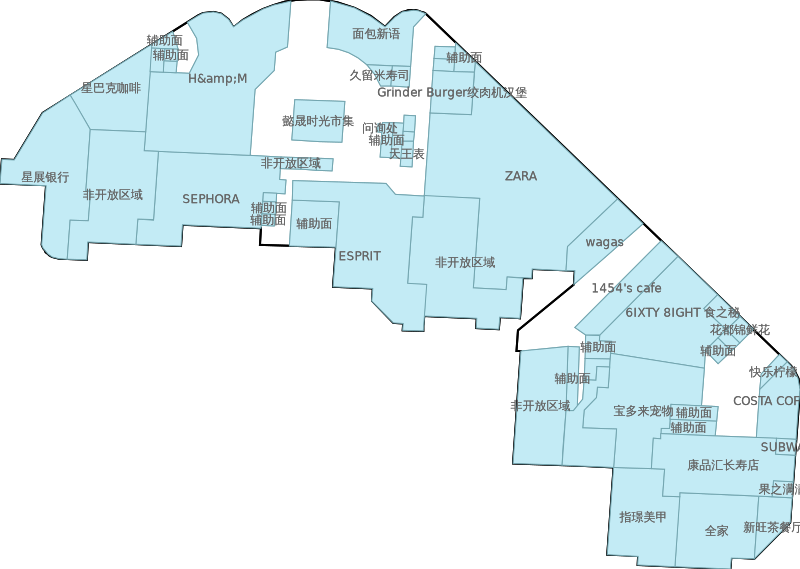 辅助面
辅助面
面包新语
辅助面
久留米寿司
H&amp;M
星巴克咖啡
Grinder Burger绞肉机汉堡
懿晟时光市集
问询处
辅助面
天王表
非开放区域
星展银行
非开放区域
SEPHORA
ZARA
辅助面
辅助面
辅助面
wagas
ESPRIT
非开放区域
1454's cafe
6IXTY 8IGHT
食之秘
花都锦鲜花
辅助面
辅助面
快乐柠檬
辅助面
非开放区域
COSTA COF
宝多来宠物
辅助面
辅助面
SUBWA
康品汇长寿店
果之满满
指璟美甲
全家
新旺茶餐厅